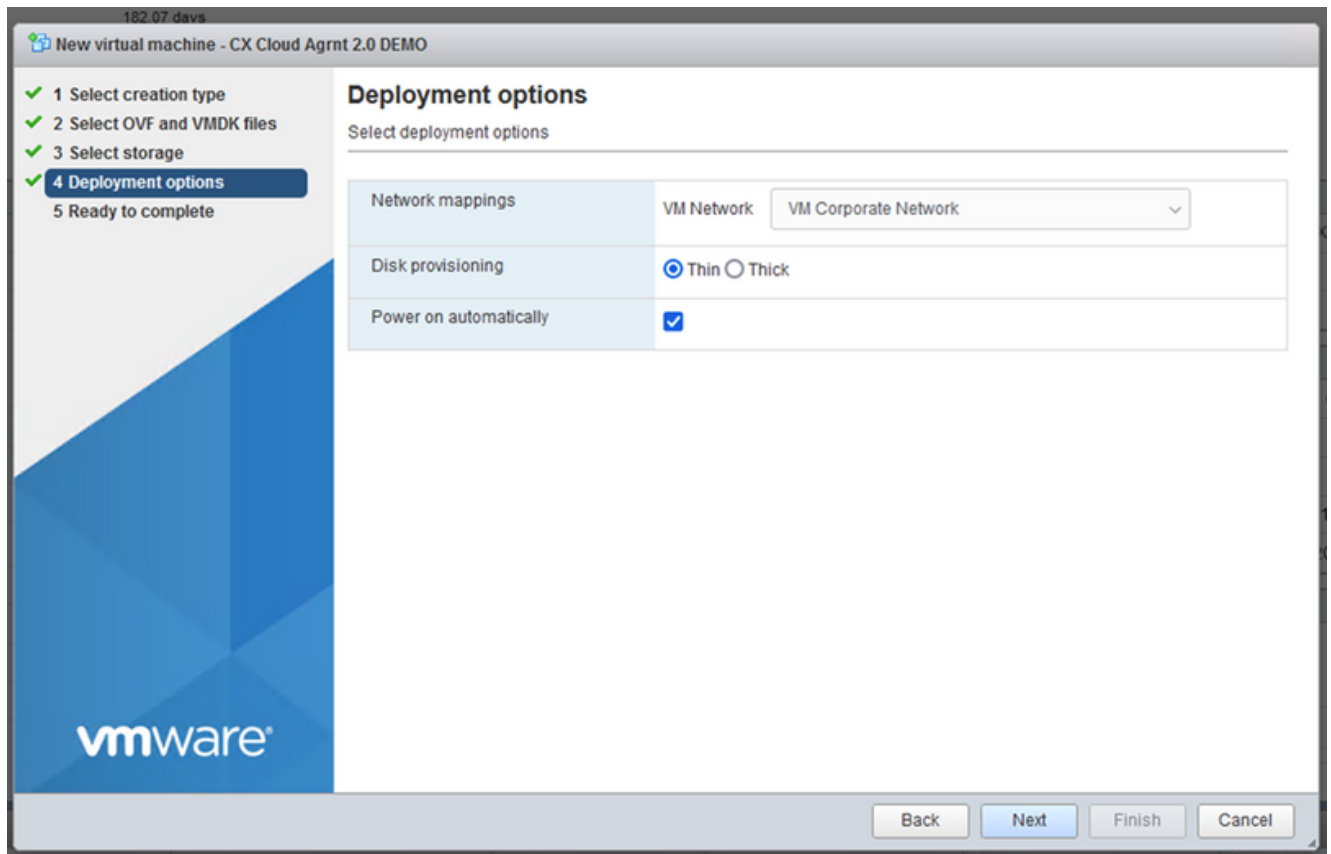 182.07 days
New virtual machine - CX Cloud Agrnt 2.0 DEMO
1 Select creation type
2 Select OVF and VMDK files
3 Select storage
4 Deployment options
5 Ready to complete
Deployment options
Select deployment options
Network mappings
VM Network VM Corporate Network
Disk provisioning
Thin Thick
Power on automatically
vmware®
Back Next Finish Cancel